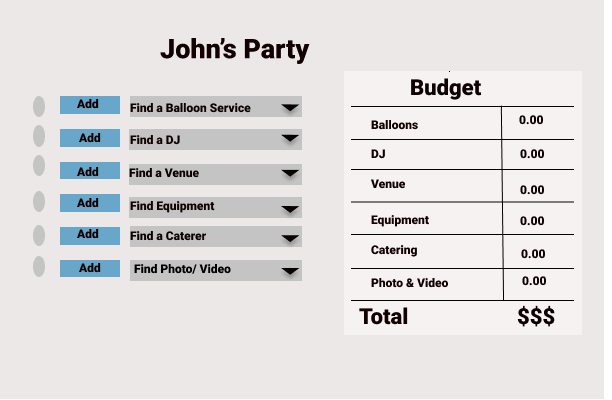 John's Party
Add Find a Balloon Service
Add Find a DJ
Add Find a Venue
Add Find Equipment
Add Find a Caterer
Add Find Photo/ Video
Budget
Balloons 0.00
DJ 0.00
Venue 0.00
Equipment 0.00
Catering 0.00
Photo & Video 0.00
Total $$$